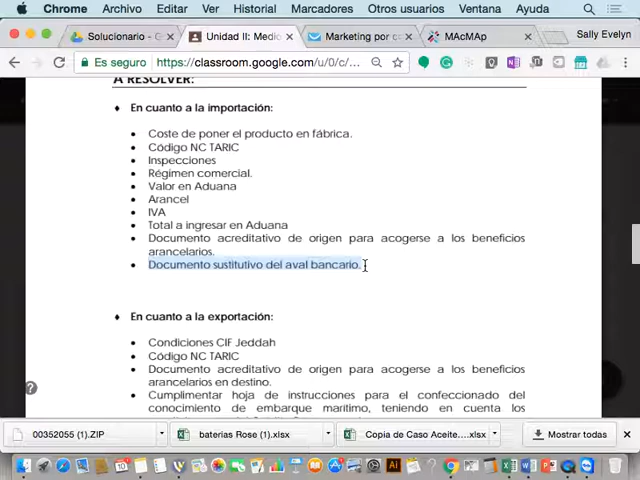 Chrome Archivo Editar Ver Historial Marcadores Otros usuarios Ventana Ayuda
Sally Evelyn
Solucionario - G
Unidad II: Medio
Marketing por co
MAcMAp
Es seguro
https://classroom.google.com/u/0/c/...
A RESOLVER:
En cuanto a la importación:
Coste de poner el producto en fábrica.
Código NC TARIC
Inspecciones
Régimen comercial.
Valor en Aduana
Arancel
IVA
Total a ingresar en Aduana
Documento acreditativo de origen para acogerse a los beneficios
arancelarios.
Documento sustitutivo del aval bancario.
En cuanto a la exportación:
Condiciones CIF Jeddah
Código NC TARIC
Documento acreditativo de origen para acogerse a los beneficios
arancelarios en destino.
Cumplimentar hoja de instrucciones para el confeccionado del
conocimiento de embarque marítimo, teniendo en cuenta los
00352055 (1).ZIP
baterias Rose (1).xlsx
Copia de Caso Aceite....xlsx
Mostrar todas